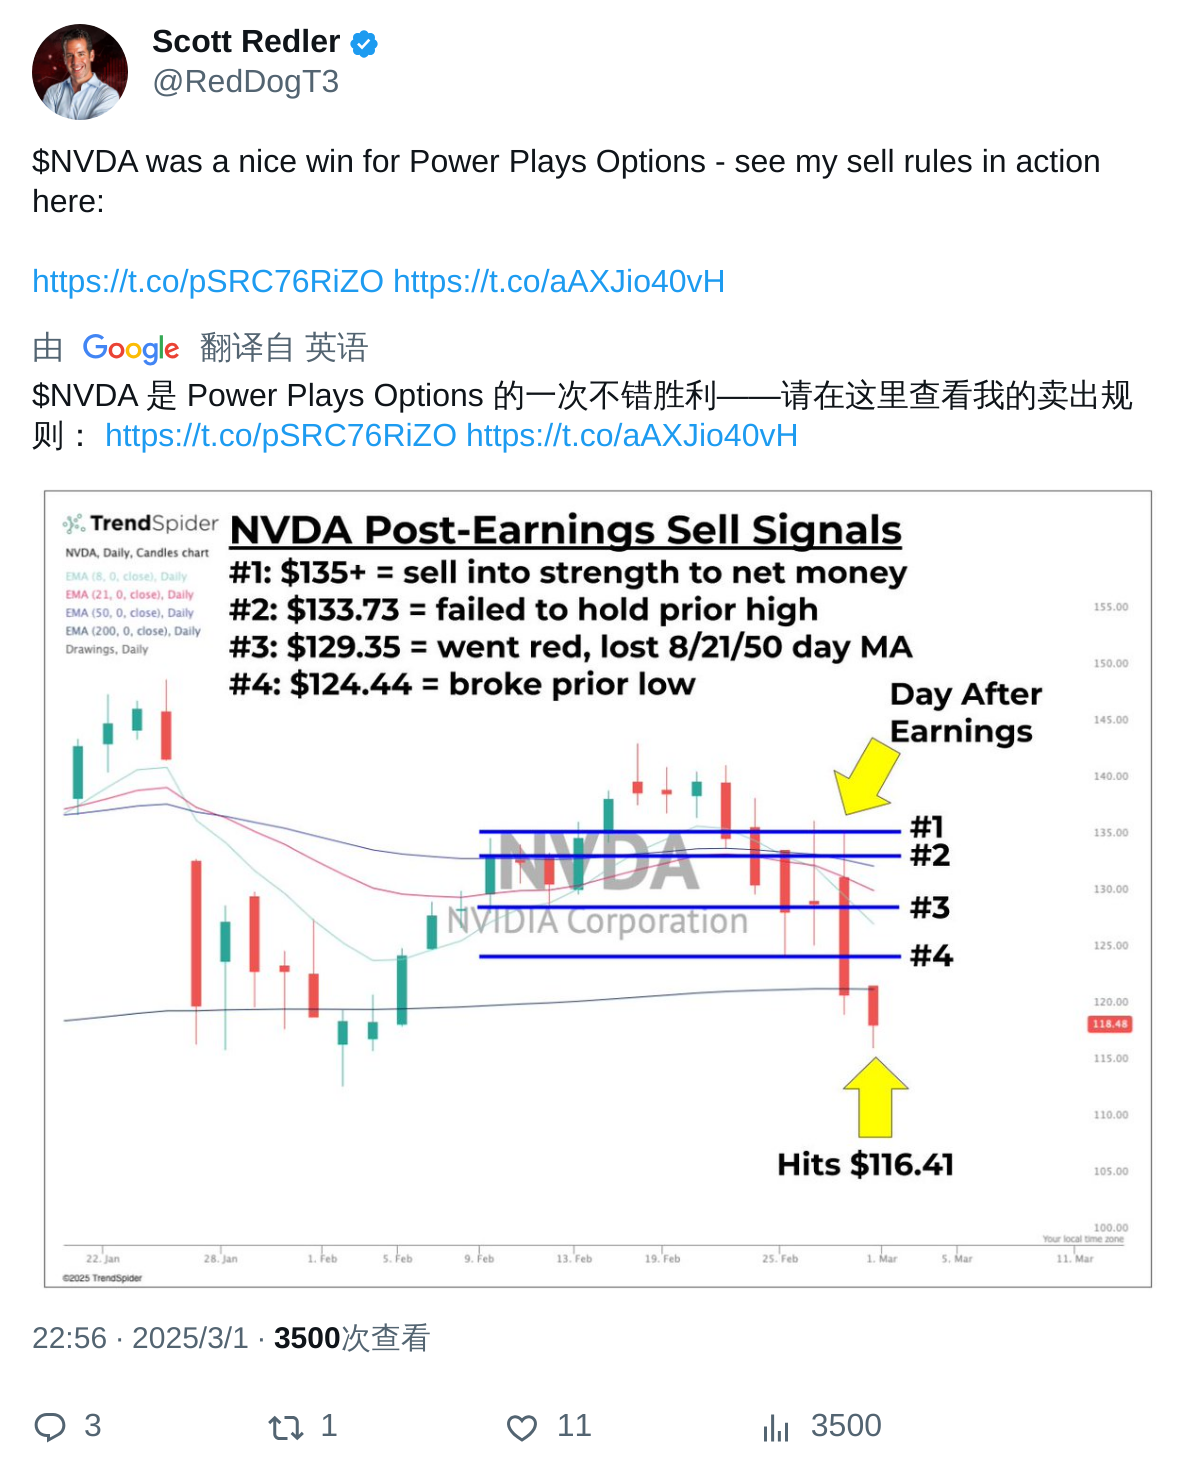 Scott Redler
@RedDogT3
$NVDA was a nice win for Power Plays Options - see my sell rules in action
here:
https://t.co/pSRC76RiZO https://t.co/aAXJio40vH
由 Google 翻译自 英语
$NVDA 是 Power Plays Options 的一次不错胜利——请在这里查看我的卖出规
则： https://t.co/pSRC76RiZO https://t.co/aAXJio40vH
TrendSpider
NVDA, Daily, Candles chart
EMA (8, 0, close), Daily
EMA (21, 0, close), Daily
EMA (50, 0, close), Daily
EMA (200, 0, close), Daily
Drawings, Daily
NVDA Post-Earnings Sell Signals
#1: $135+ = sell into strength to net money
#2: $133.73 = failed to hold prior high
#3: $129.35 = went red, lost 8/21/50 day MA
#4: $124.44 = broke prior low
Day After
Earnings
#1
#2
#3
#4
NVDA
NVIDIA Corporation
Hits $116.41
155.00
150.00
145.00
140.00
135.00
130.00
125.00
120.00
118.48
115.00
110.00
105.00
100.00
Your local time zone
22. Jan 28. Jan 1. Feb 5. Feb 9. Feb 13. Feb 19. Feb 25. Feb 1. Mar 5. Mar 11. Mar
©2025 TrendSpider
22:56 · 2025/3/1 · 3500次查看
3 1 11 3500